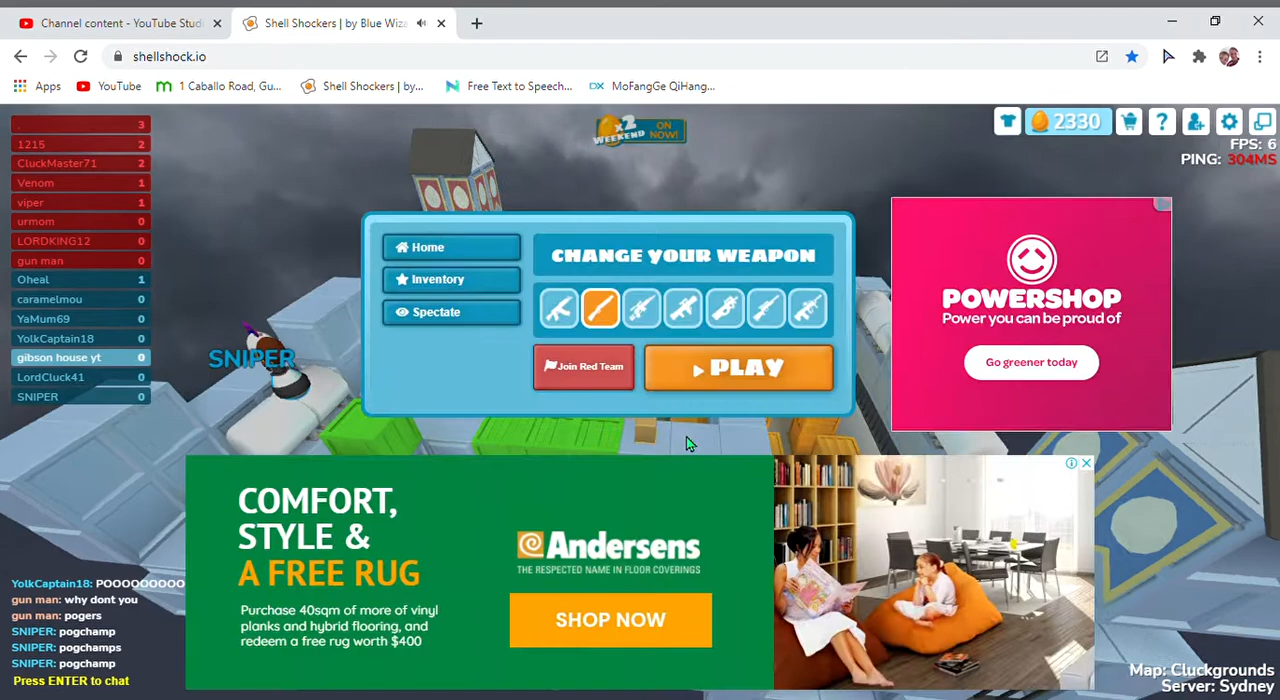 Channel content - YouTube Stud
Shell Shockers | by Blue Wiza
shellshock.io
Apps
YouTube
1 Caballo Road, Gu...
Shell Shockers | by...
Free Text to Speech...
DX MoFangGe QiHang...
. 3
1215 2
CluckMaster71 2
Venom 1
viper 1
urmom 0
LORDKING12 0
gun man 0
Oheal 1
caramelmou 0
YaMum69 0
YolkCaptain18 0
gibson house yt 0
LordCluck41 0
SNIPER 0
x2 WEEKEND ON NOW!
2330
?
FPS: 6
PING: 304MS
SNIPER
Home
Inventory
Spectate
CHANGE YOUR WEAPON
Join Red Team
PLAY
POWERSHOP
Power you can be proud of
Go greener today
COMFORT,
STYLE &
A FREE RUG
Purchase 40sqm of more of vinyl
planks and hybrid flooring, and
redeem a free rug worth $400
Andersens
THE RESPECTED NAME IN FLOOR COVERINGS
SHOP NOW
YolkCaptain18: POOOOOOOOO
gun man: why dont you
gun man: pogers
SNIPER: pogchamp
SNIPER: pogchamps
SNIPER: pogchamp
Press ENTER to chat
Map: Cluckgrounds
Server: Sydney